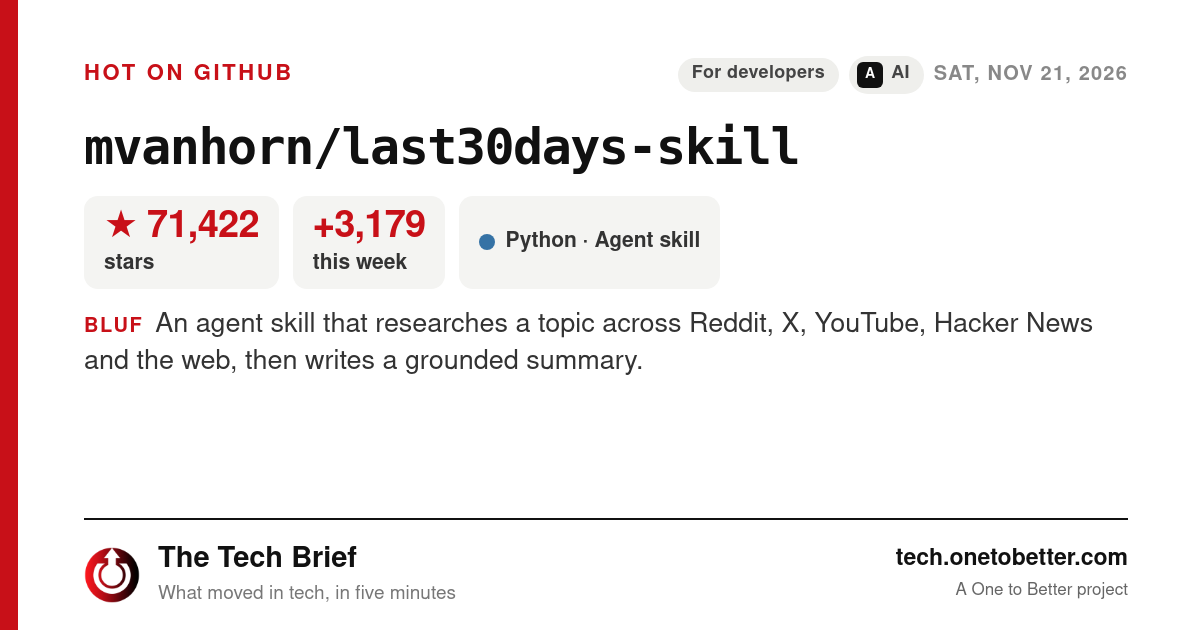 HOT ON GITHUB
For developers
A AI
SAT, NOV 21, 2026
mvanhorn/last30days-skill
★ 71,422
stars
+3,179
this week
Python · Agent skill
BLUF An agent skill that researches a topic across Reddit, X, YouTube, Hacker News
and the web, then writes a grounded summary.
The Tech Brief
What moved in tech, in five minutes
tech.onetobetter.com
A One to Better project